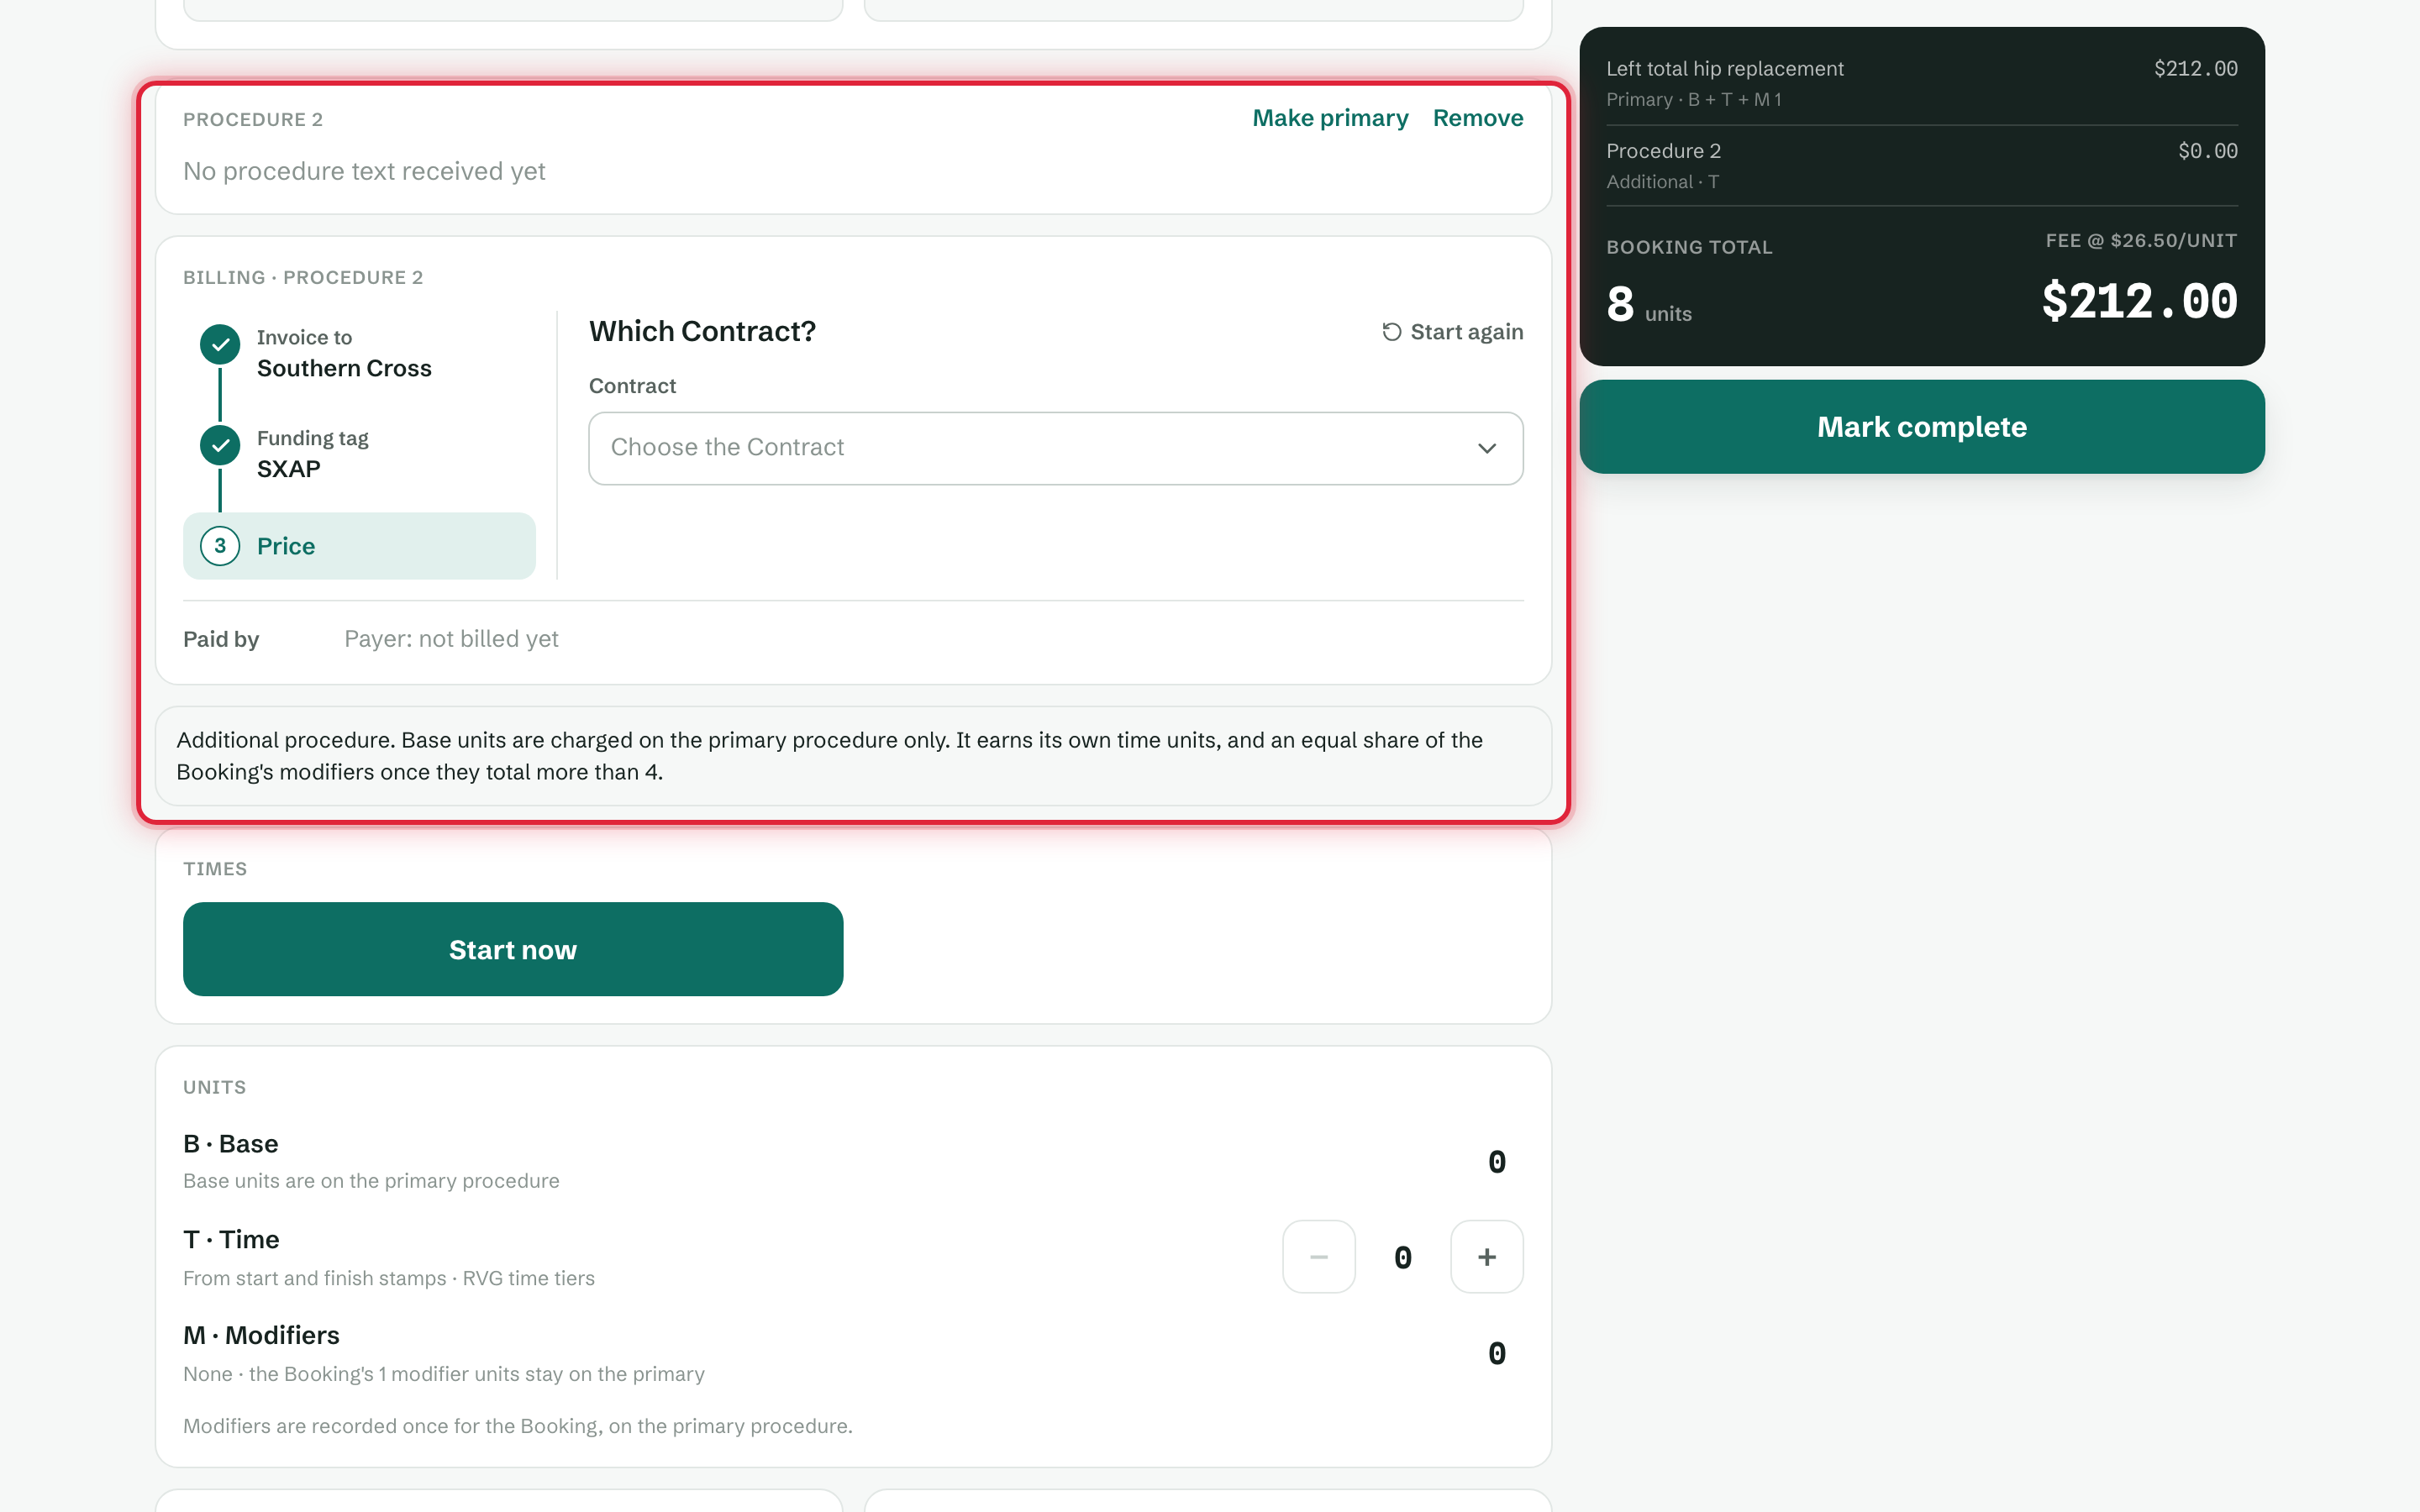 PROCEDURE 2
Make primary Remove
No procedure text received yet
BILLING · PROCEDURE 2
Invoice to
Southern Cross
Funding tag
SXAP
3 Price
Which Contract?
Start again
Contract
Choose the Contract
Paid by Payer: not billed yet
Additional procedure. Base units are charged on the primary procedure only. It earns its own time units, and an equal share of the
Booking's modifiers once they total more than 4.
TIMES
Start now
UNITS
B · Base
Base units are on the primary procedure
0
T · Time
From start and finish stamps · RVG time tiers
− 0 +
M · Modifiers
None · the Booking's 1 modifier units stay on the primary
0
Modifiers are recorded once for the Booking, on the primary procedure.
Left total hip replacement $212.00
Primary · B + T + M 1
Procedure 2 $0.00
Additional · T
BOOKING TOTAL FEE @ $26.50/UNIT
8 units $212.00
Mark complete